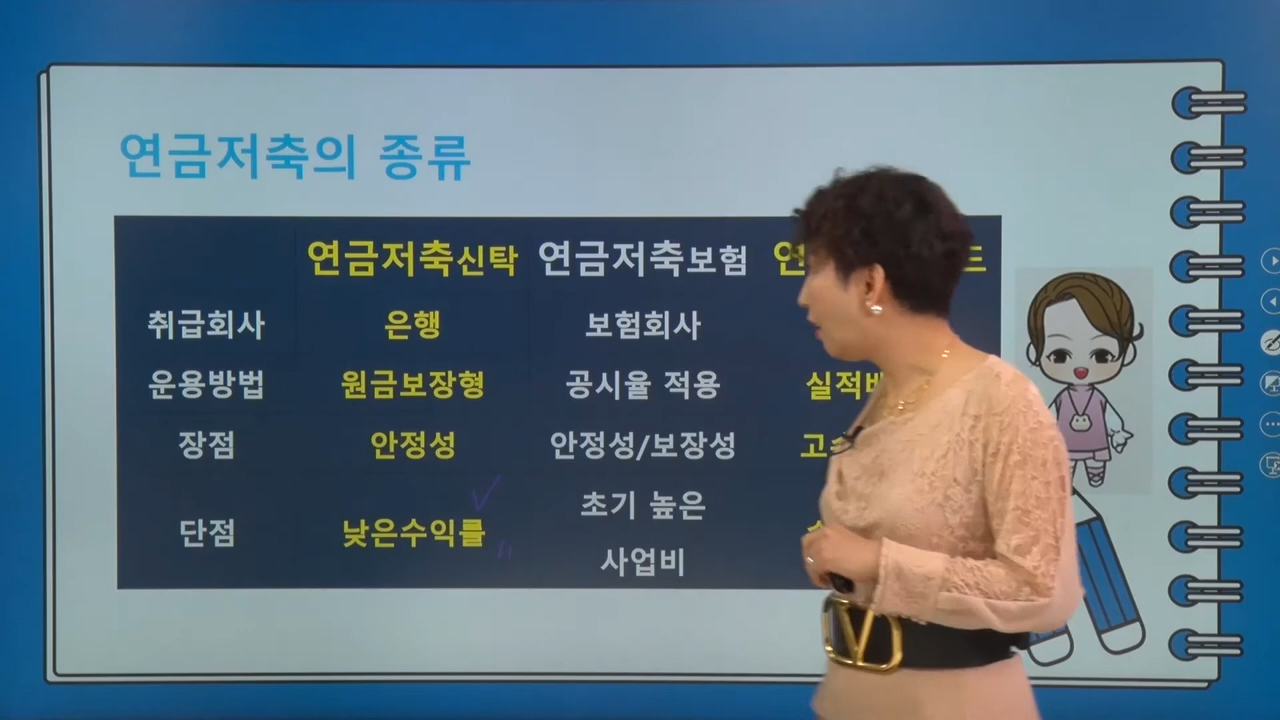 연금저축의 종류
연금저축신탁 연금저축보험
취급회사 은행 보험회사
운용방법 원금보장형 공시율 적용
장점 안정성 안정성/보장성
단점 낮은수익률 초기 높은
사업비